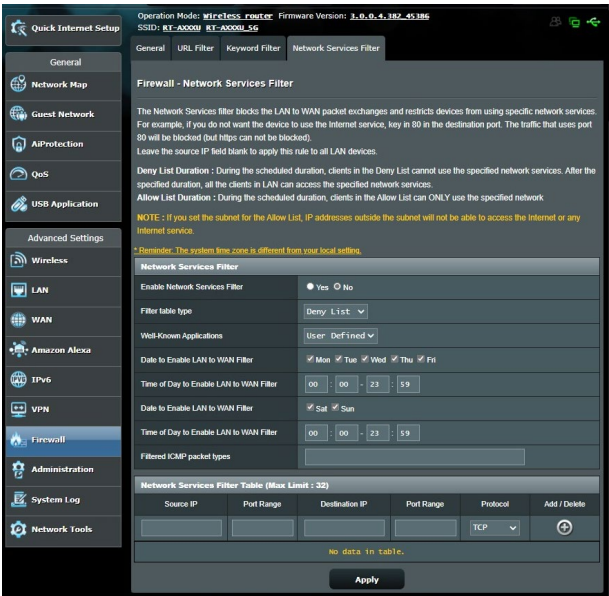 Operation Mode: Wireless router Firmware Version: 3.0.0.4.382_45386
SSID: RT-AXXXU RT-AXXXU_5G
Quick Internet Setup
General
Network Map
Guest Network
AiProtection
QoS
USB Application
Advanced Settings
Wireless
LAN
WAN
Amazon Alexa
IPv6
VPN
Firewall
Administration
System Log
Network Tools
General URL Filter Keyword Filter Network Services Filter
Firewall - Network Services Filter
The Network Services filter blocks the LAN to WAN packet exchanges and restricts devices from using specific network services.
For example, if you do not want the device to use the Internet service, key in 80 in the destination port. The traffic that uses port
80 will be blocked (but https can not be blocked).
Leave the source IP field blank to apply this rule to all LAN devices.
Deny List Duration : During the scheduled duration, clients in the Deny List cannot use the specified network services. After the
specified duration, all the clients in LAN can access the specified network services.
Allow List Duration : During the scheduled duration, clients in the Allow List can ONLY use the specified network
NOTE : If you set the subnet for the Allow List, IP addresses outside the subnet will not be able to access the Internet or any
Internet service.
* Reminder: The system time zone is different from your local setting.
Network Services Filter
Enable Network Services Filter Yes No
Filter table type Deny List
Well-Known Applications User Defined
Date to Enable LAN to WAN Filter Mon Tue Wed Thu Fri
Time of Day to Enable LAN to WAN Filter 00 : 00 - 23 : 59
Date to Enable LAN to WAN Filter Sat Sun
Time of Day to Enable LAN to WAN Filter 00 : 00 - 23 : 59
Filtered ICMP packet types
Network Services Filter Table (Max Limit : 32)
Source IP Port Range Destination IP Port Range Protocol Add / Delete
TCP
No data in table.
Apply